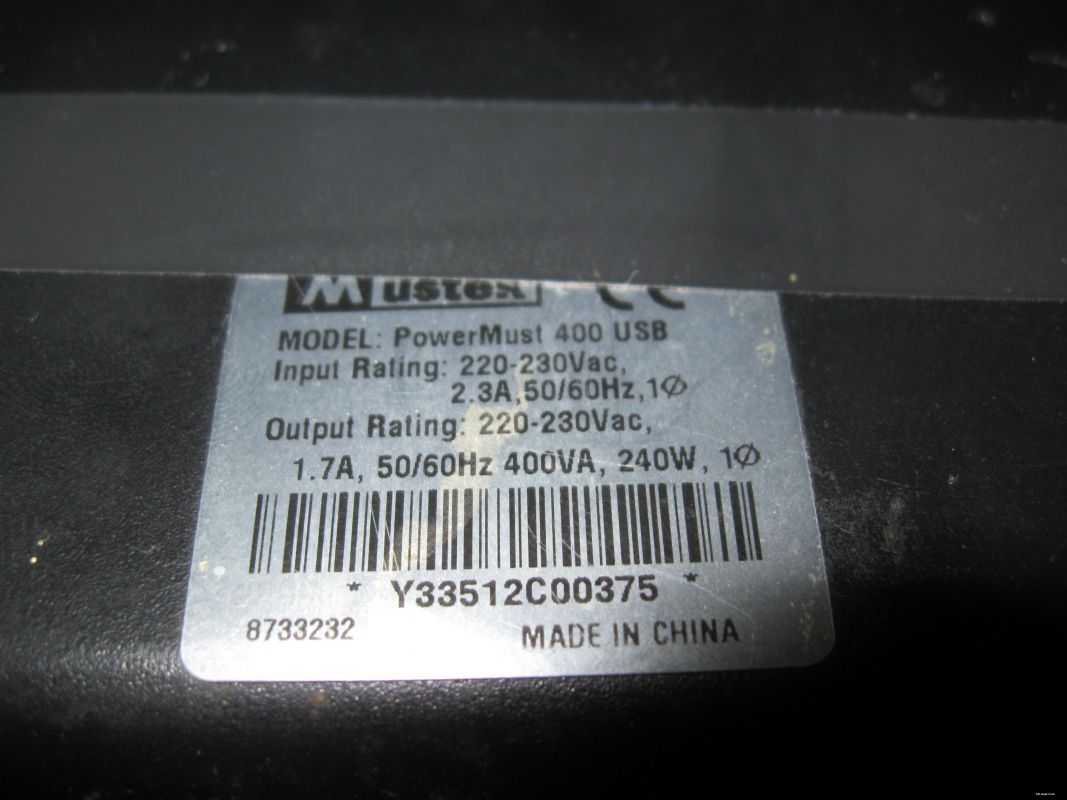 Mustek CE
MODEL: PowerMust 400 USB
Input Rating: 220-230Vac,
2.3A,50/60Hz,1Ø
Output Rating: 220-230Vac,
1.7A, 50/60Hz 400VA, 240W, 1Ø
* Y33512C00375 *
8733232 MADE IN CHINA